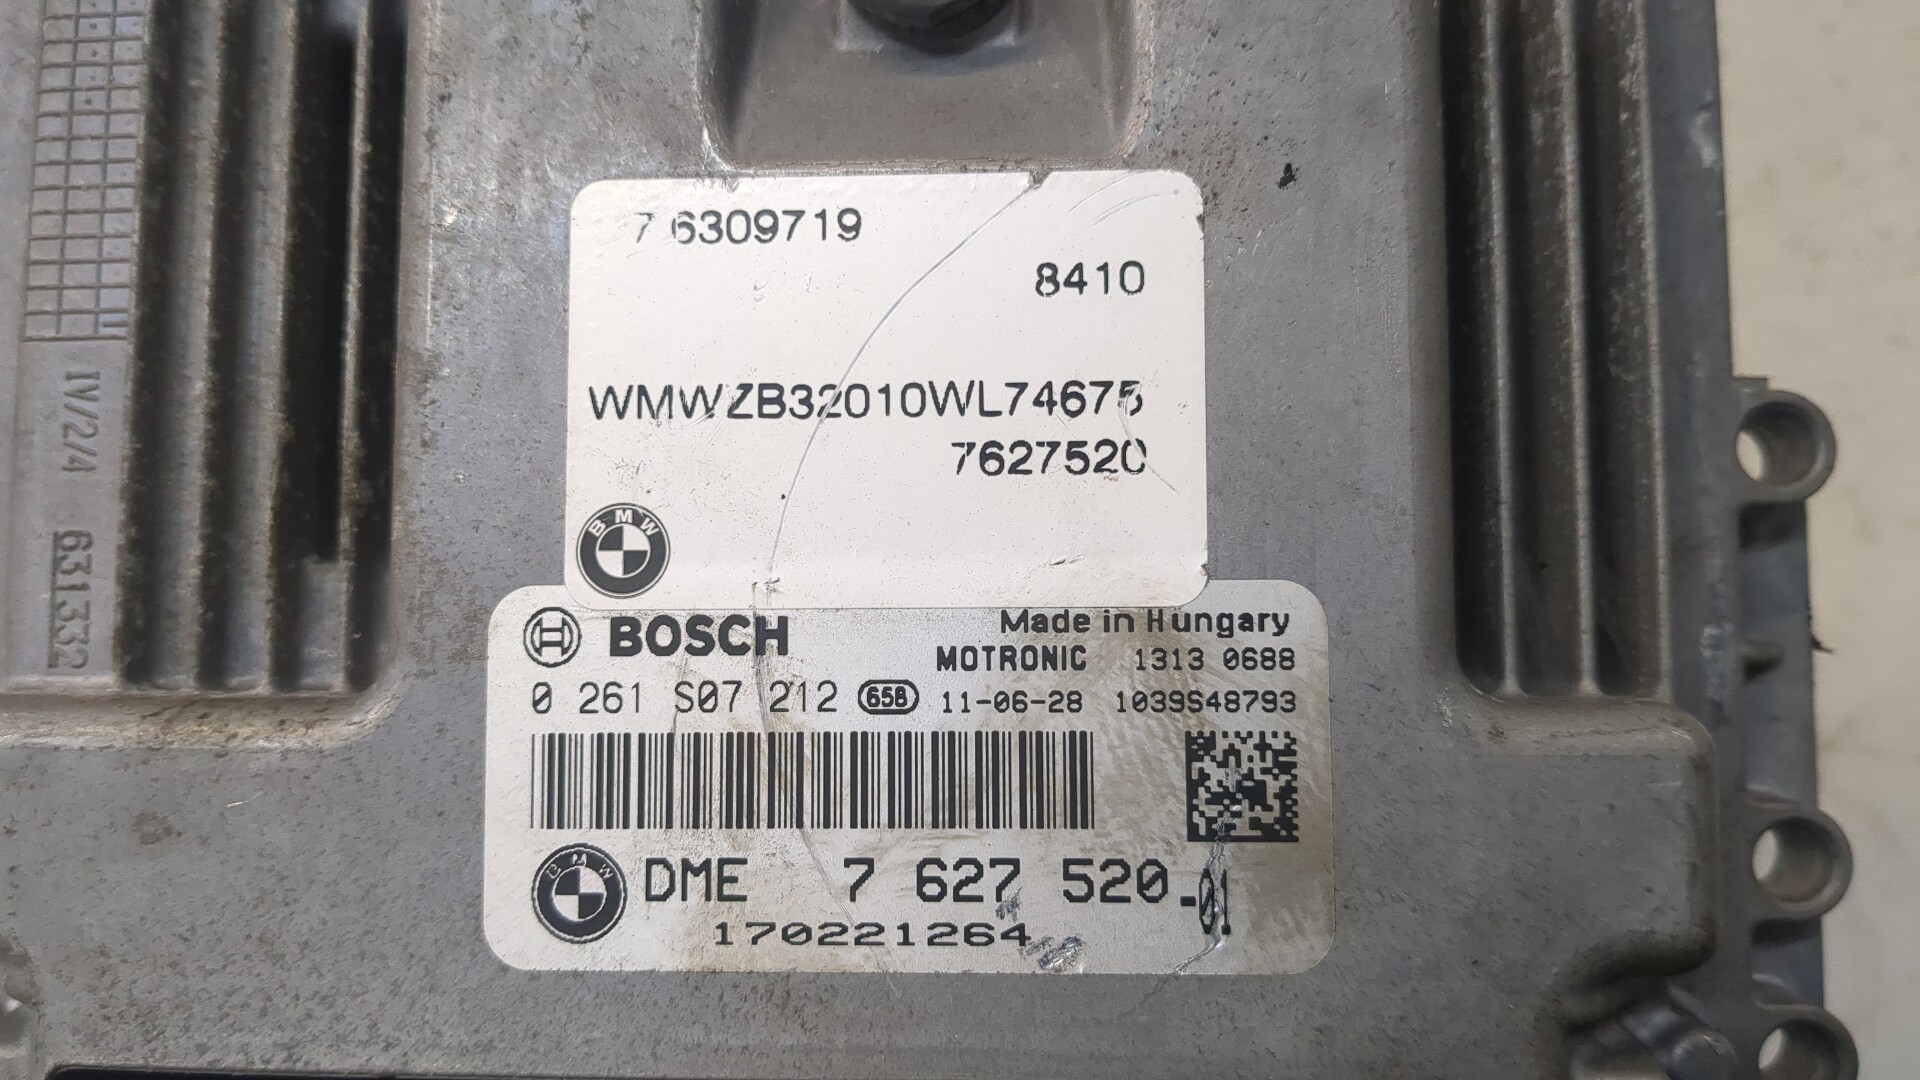 7 6309719
8410
WMWZB32010WL74675
7627520
BMW
BOSCH
Made in Hungary
MOTRONIC 1313 0688
0 261 S07 212 658 11-06-28 1039S48793
BMW
DME 7 627 520-01
170221264
IV/2/4 631332